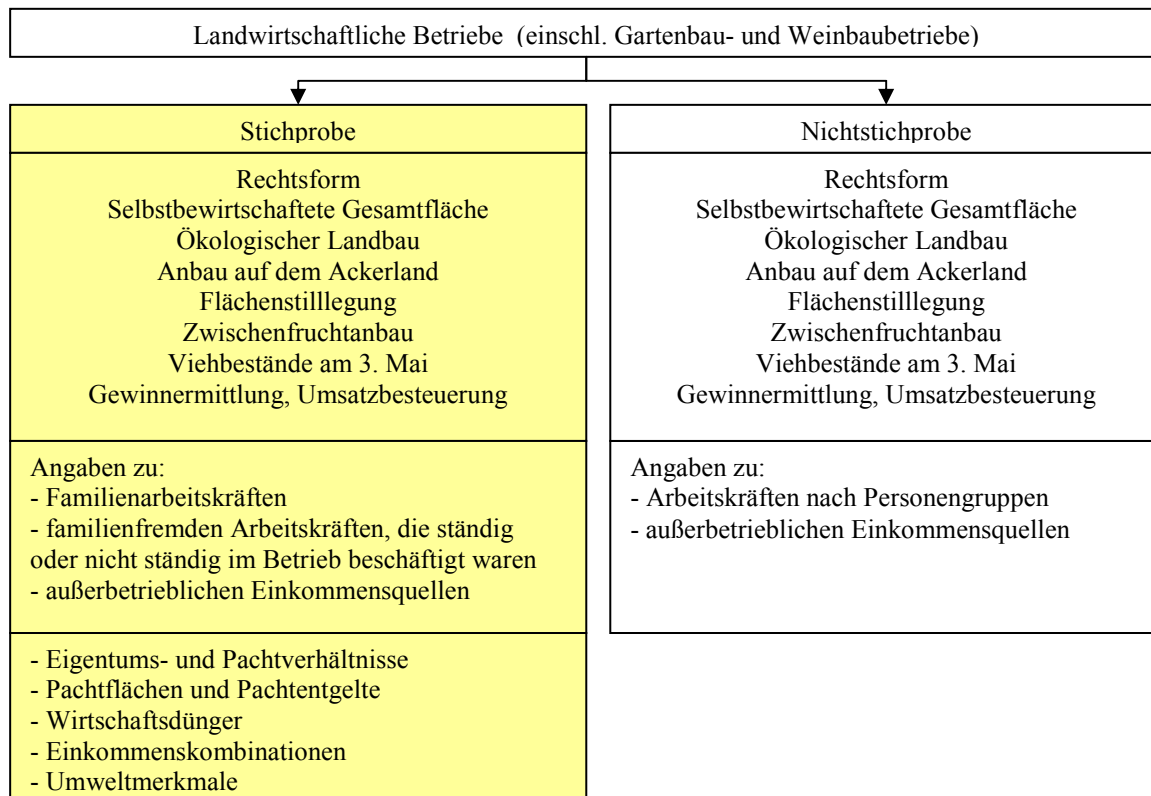 Landwirtschaftliche Betriebe (einschl. Gartenbau- und Weinbaubetriebe)
Stichprobe
Rechtsform
Selbstbewirtschaftete Gesamtfläche
Ökologischer Landbau
Anbau auf dem Ackerland
Flächenstilllegung
Zwischenfruchtanbau
Viehbestände am 3. Mai
Gewinnermittlung, Umsatzbesteuerung
Angaben zu:
- Familienarbeitskräften
- familienfremden Arbeitskräften, die ständig
oder nicht ständig im Betrieb beschäftigt waren
- außerbetrieblichen Einkommensquellen
- Eigentums- und Pachtverhältnisse
- Pachtflächen und Pachtentgelte
- Wirtschaftsdünger
- Einkommenskombinationen
- Umweltmerkmale
Nichtstichprobe
Rechtsform
Selbstbewirtschaftete Gesamtfläche
Ökologischer Landbau
Anbau auf dem Ackerland
Flächenstilllegung
Zwischenfruchtanbau
Viehbestände am 3. Mai
Gewinnermittlung, Umsatzbesteuerung
Angaben zu:
- Arbeitskräften nach Personengruppen
- außerbetrieblichen Einkommensquellen